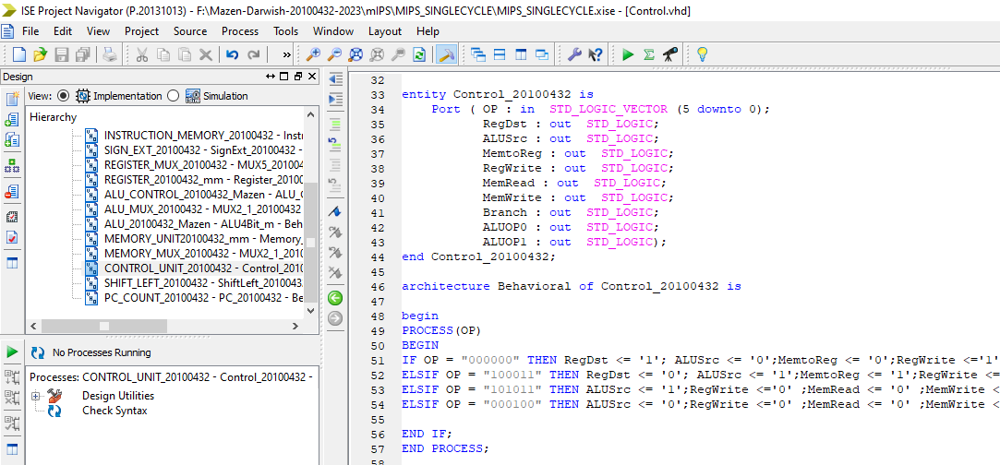 ISE Project Navigator (P.20131013) - F:\Mazen-Darwish-20100432-2023\mIPS\MIPS_SINGLECYCLE\MIPS_SINGLECYCLE.xise - [Control.vhd]
File Edit View Project Source Process Tools Window Layout Help
»
Design
View: Implementation Simulation
Hierarchy
INSTRUCTION_MEMORY_20100432 - Instr
SIGN_EXT_20100432 - SignExt_20100432 -
REGISTER_MUX_20100432 - MUX5_201004
REGISTER_20100432_mm - Register_20100
ALU_CONTROL_20100432_Mazen - ALU_C
ALU_MUX_20100432 - MUX2_1_20100432
ALU_20100432_Mazen - ALU4Bit_m - Beh
MEMORY_UNIT20100432_mm - Memory_
MEMORY_MUX_20100432 - MUX2_1_2010
CONTROL_UNIT_20100432 - Control_2010
SHIFT_LEFT_20100432 - ShiftLeft_2010043
PC_COUNT_20100432 - PC_20100432 - Be
No Processes Running
Processes: CONTROL_UNIT_20100432 - Control_20100432 -
Design Utilities
Check Syntax
32
33 entity Control_20100432 is
34 Port ( OP : in STD_LOGIC_VECTOR (5 downto 0);
35 RegDst : out STD_LOGIC;
36 ALUSrc : out STD_LOGIC;
37 MemtoReg : out STD_LOGIC;
38 RegWrite : out STD_LOGIC;
39 MemRead : out STD_LOGIC;
40 MemWrite : out STD_LOGIC;
41 Branch : out STD_LOGIC;
42 ALUOP0 : out STD_LOGIC;
43 ALUOP1 : out STD_LOGIC);
44 end Control_20100432;
45
46 architecture Behavioral of Control_20100432 is
47
48 begin
49 PROCESS(OP)
50 BEGIN
51 IF OP = "000000" THEN RegDst <= '1'; ALUSrc <= '0';MemtoReg <= '0';RegWrite <='1'
52 ELSIF OP = "100011" THEN RegDst <= '0'; ALUSrc <= '1';MemtoReg <= '1';RegWrite <=
53 ELSIF OP = "101011" THEN ALUSrc <= '1';RegWrite <='0' ;MemRead <= '0' ;MemWrite <
54 ELSIF OP = "000100" THEN ALUSrc <= '0';RegWrite <='0' ;MemRead <= '0' ;MemWrite <
55
56 END IF;
57 END PROCESS;
58